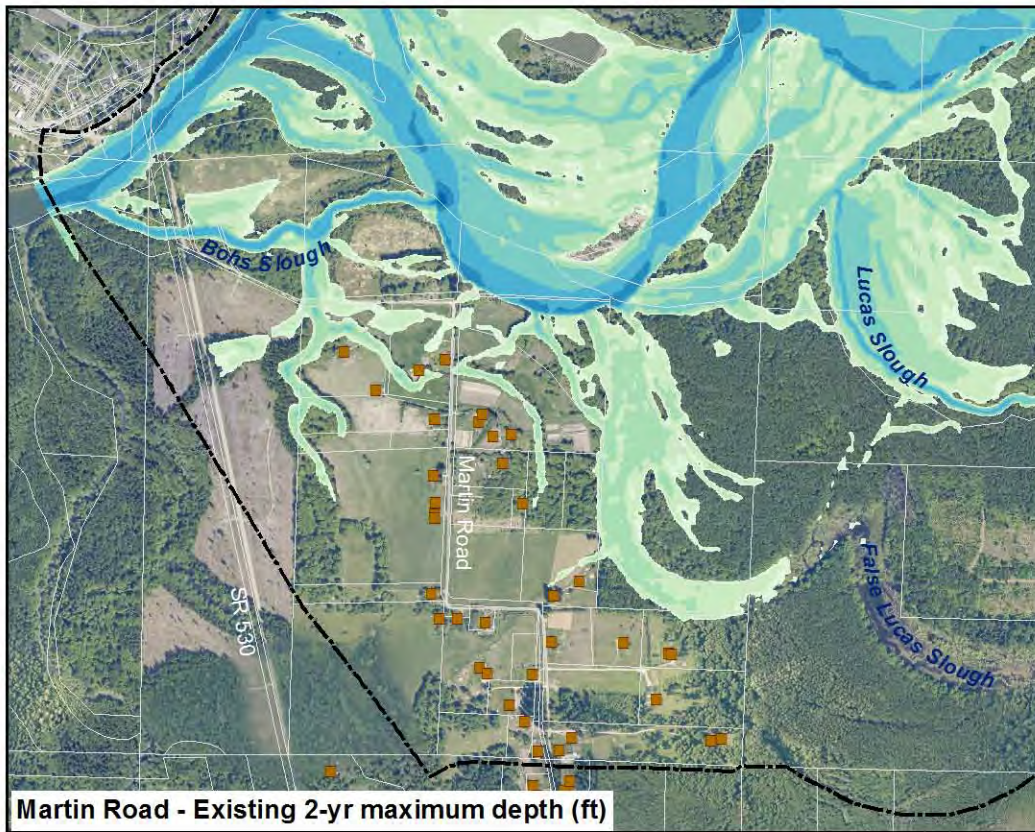 Bohs Slough
Lucas Slough
Martin Road
SR 530
False Lucas Slough
Martin Road - Existing 2-yr maximum depth (ft)